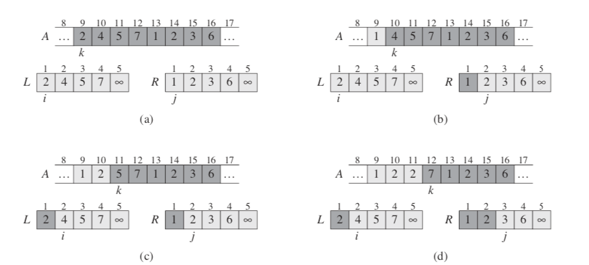 8 9 10 11 12 13 14 15 16 17
A … 2 4 5 7 1 2 3 6 …
k
1 2 3 4 5
L 2 4 5 7 ∞
i
1 2 3 4 5
R 1 2 3 6 ∞
j
(a)
8 9 10 11 12 13 14 15 16 17
A … 1 4 5 7 1 2 3 6 …
k
1 2 3 4 5
L 2 4 5 7 ∞
i
1 2 3 4 5
R 1 2 3 6 ∞
j
(b)
8 9 10 11 12 13 14 15 16 17
A … 1 2 5 7 1 2 3 6 …
k
1 2 3 4 5
L 2 4 5 7 ∞
i
1 2 3 4 5
R 1 2 3 6 ∞
j
(c)
8 9 10 11 12 13 14 15 16 17
A … 1 2 2 7 1 2 3 6 …
k
1 2 3 4 5
L 2 4 5 7 ∞
i
1 2 3 4 5
R 1 2 3 6 ∞
j
(d)